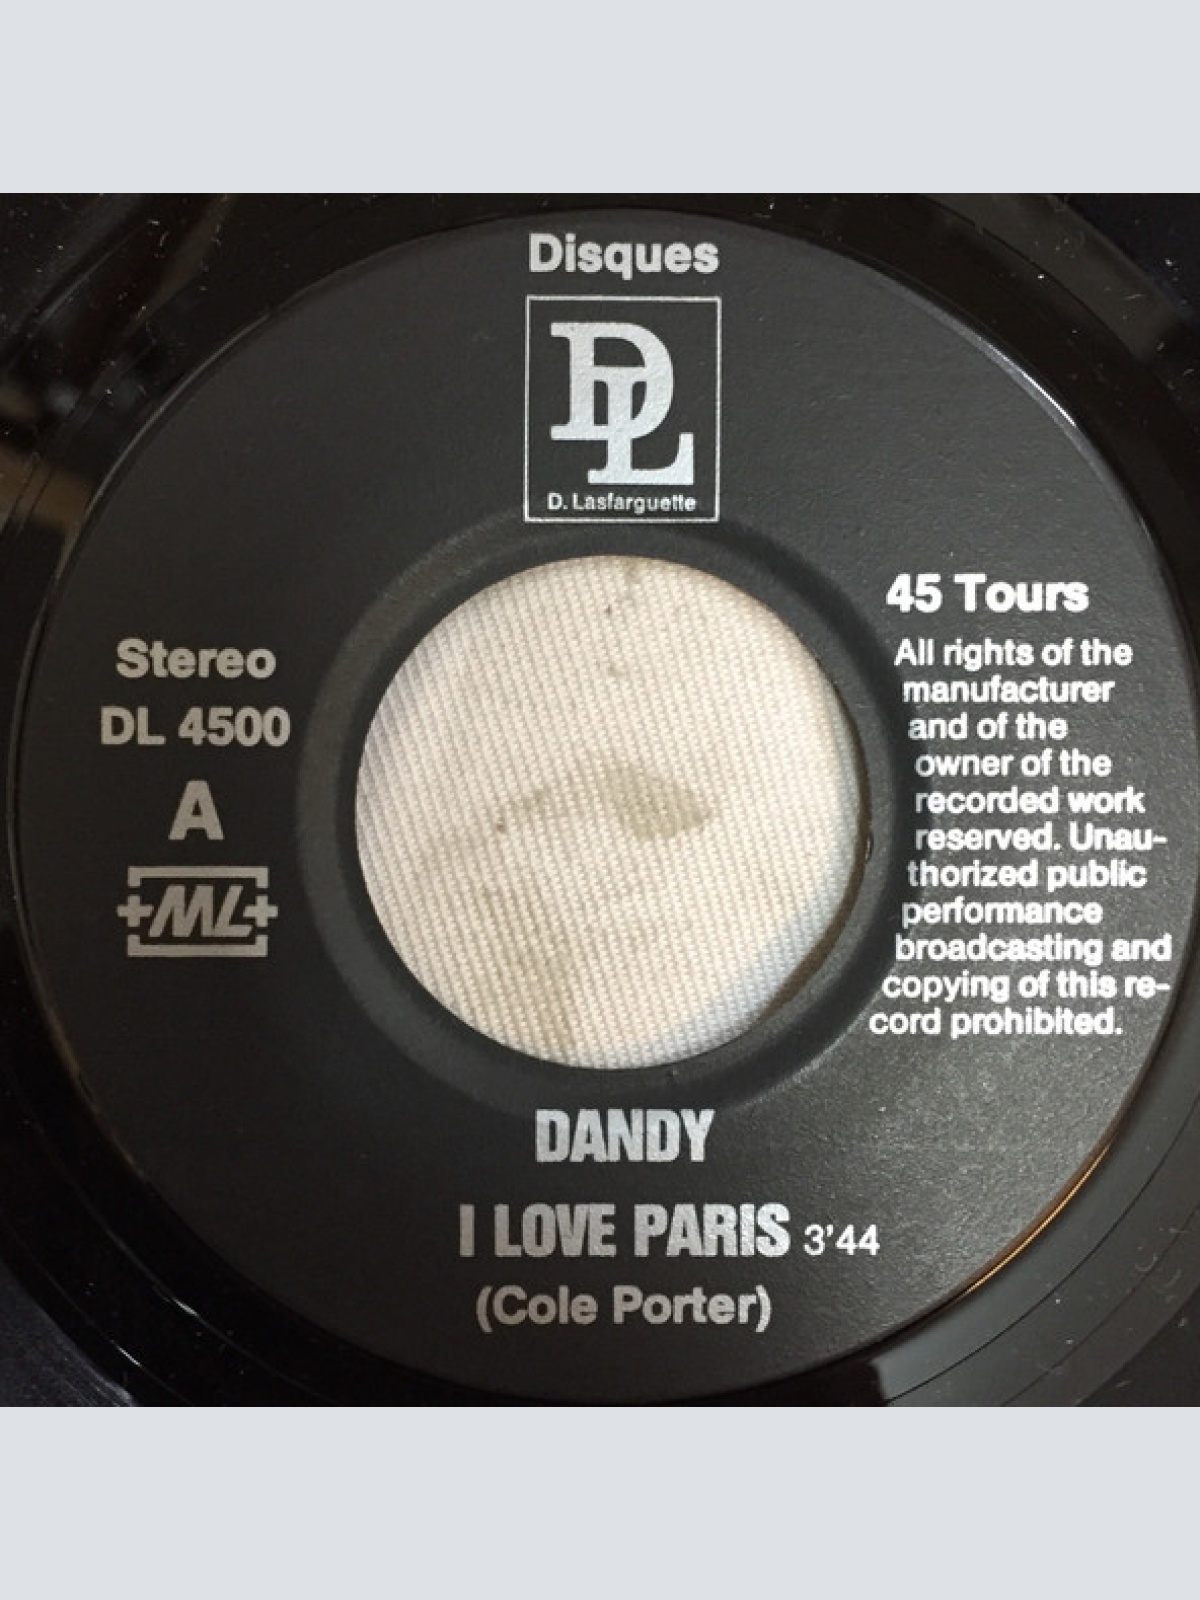 Disques
DL
D. Lasfarguette
45 Tours
All rights of the
manufacturer
and of the
owner of the
recorded work
reserved. Unau-
thorized public
performance
broadcasting and
copying of this re-
cord prohibited.
Stereo
DL 4500
A
ML
DANDY
I LOVE PARIS 3'44
(Cole Porter)